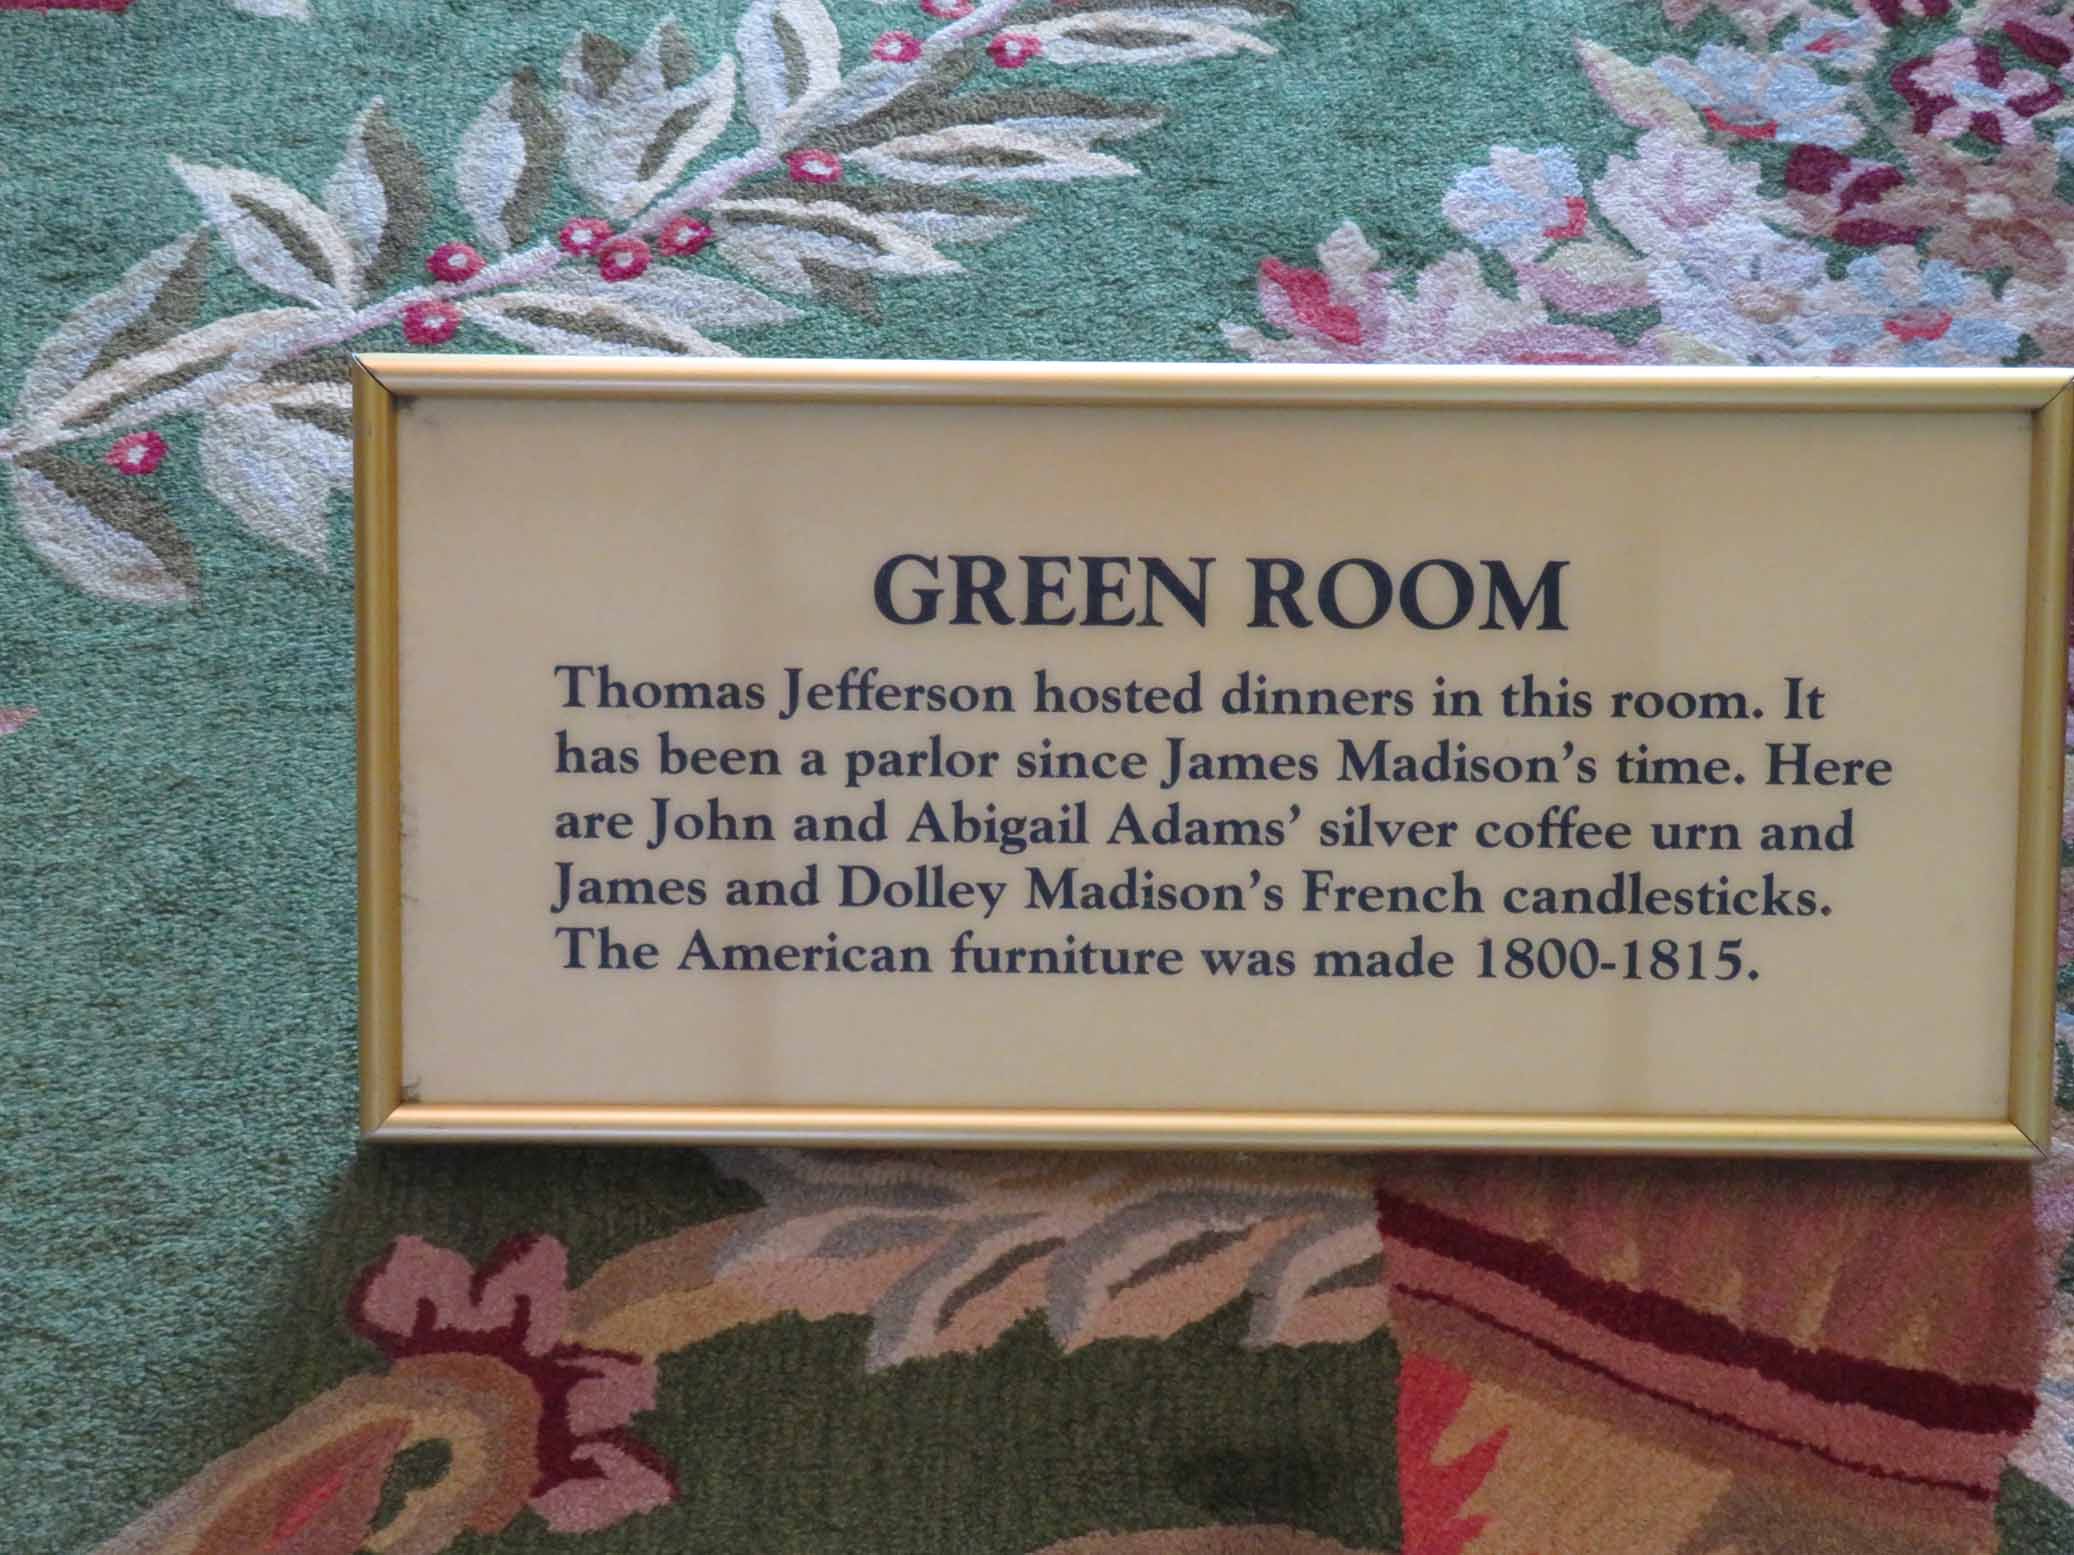 GREEN ROOM
Thomas Jefferson hosted dinners in this room. It
has been a parlor since James Madison's time. Here
are John and Abigail Adams' silver coffee urn and
James and Dolley Madison's French candlesticks.
The American furniture was made 1800-1815.